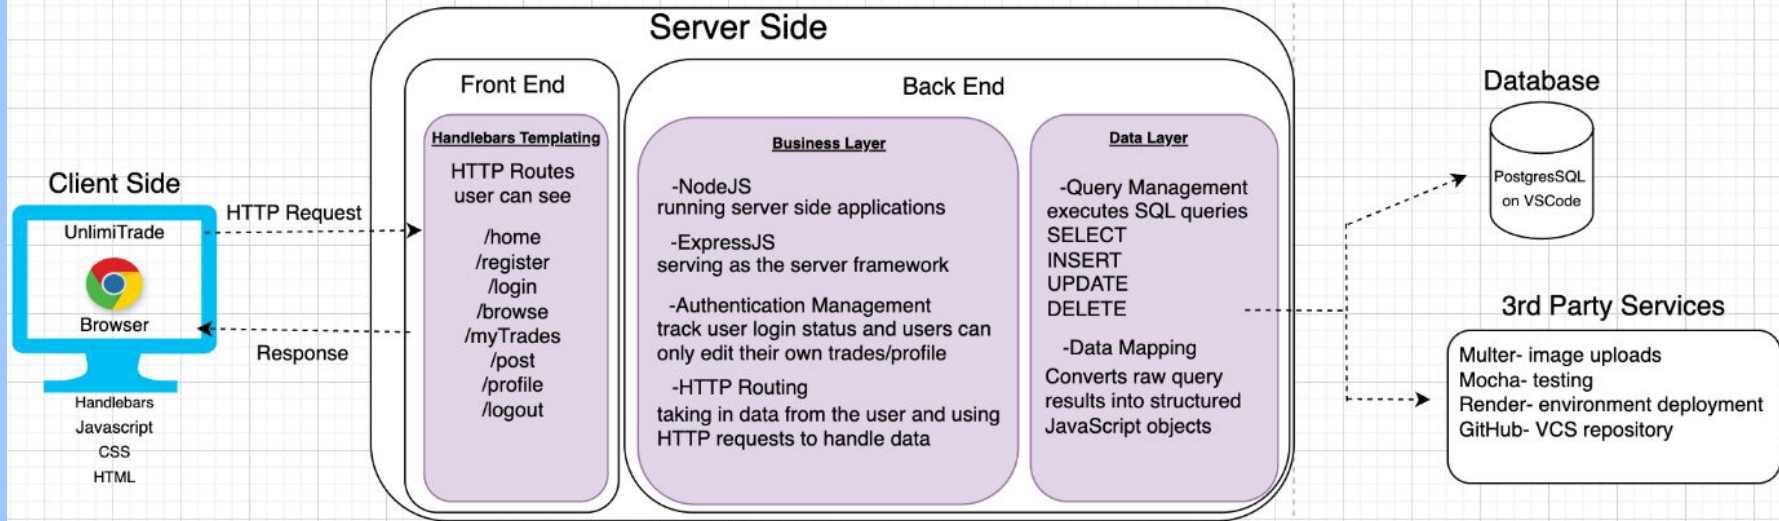 Server Side
Client Side
UnlimiTrade
Browser
Handlebars
Javascript
CSS
HTML
HTTP Request
Response
Front End
Handlebars Templating
HTTP Routes
user can see
/home
/register
/login
/browse
/myTrades
/post
/profile
/logout
Back End
Business Layer
-NodeJS
running server side applications
-ExpressJS
serving as the server framework
-Authentication Management
track user login status and users can
only edit their own trades/profile
-HTTP Routing
taking in data from the user and using
HTTP requests to handle data
Data Layer
-Query Management
executes SQL queries
SELECT
INSERT
UPDATE
DELETE
-Data Mapping
Converts raw query
results into structured
JavaScript objects
Database
PostgresSQL
on VSCode
3rd Party Services
Multer- image uploads
Mocha- testing
Render- environment deployment
GitHub- VCS repository